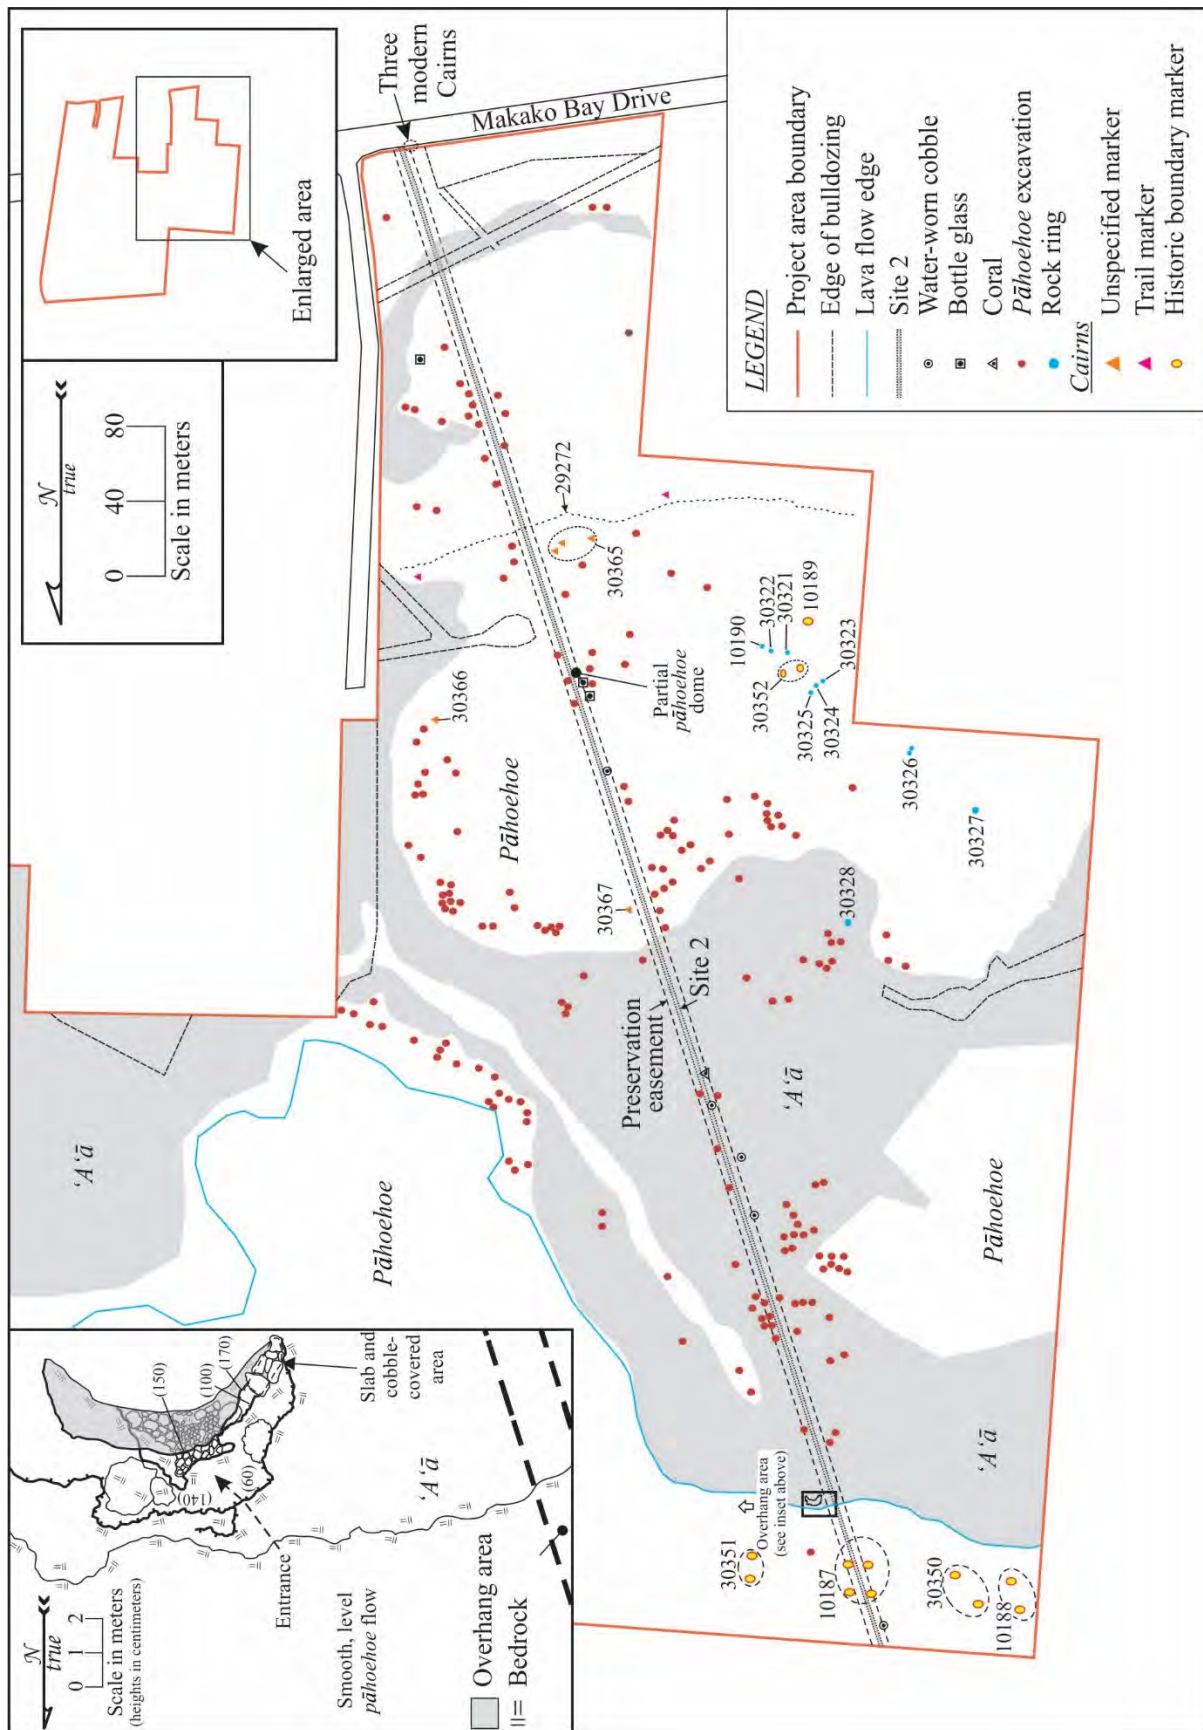 Enlarged area
N
true
0 40 80
Scale in meters
Three
modern
Cairns
Makako Bay Drive
LEGEND
Project area boundary
Edge of bulldozing
Lava flow edge
Site 2
Water-worn cobble
Bottle glass
Coral
Pāhoehoe excavation
Rock ring
Cairns
Unspecified marker
Trail marker
Historic boundary marker
29272
30365
30366
Pāhoehoe
Partial
pāhoehoe
dome
10190
30322
30321
10189
30352
30325
30324
30323
30326
30327
30328
30367
Preservation
easement
Site 2
ʻAʻā
ʻAʻā
Pāhoehoe
Pāhoehoe
ʻAʻā
Overhang area
(see inset above)
30351
10187
30350
10188
N
true
0 1 2
Scale in meters
(heights in centimeters)
(150)
(100)
(170)
(140)
(60)
Slab and
cobble-
covered
area
Entrance
ʻAʻā
Smooth, level
pāhoehoe flow
Overhang area
Bedrock